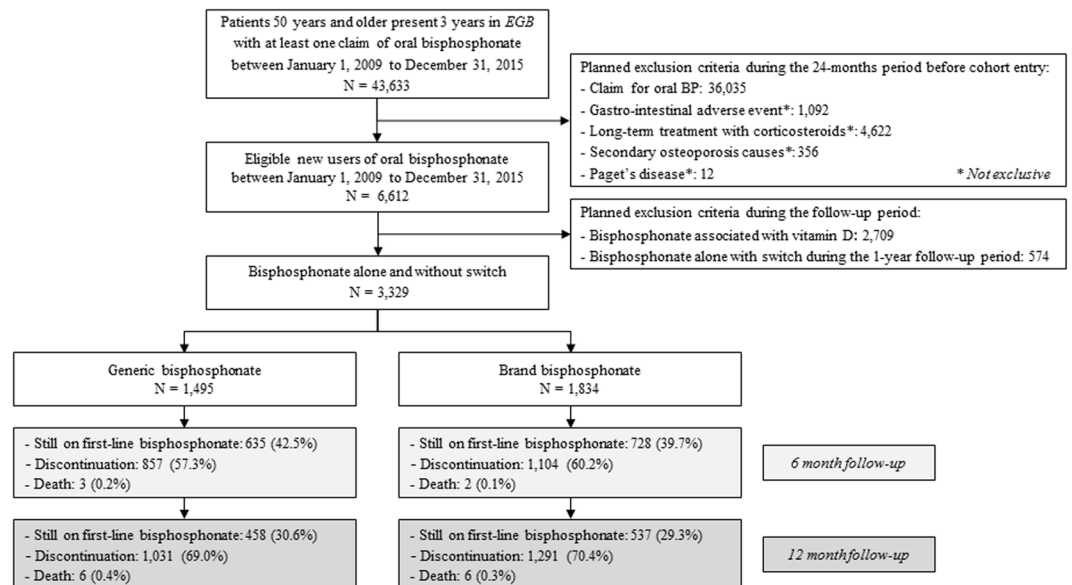 Patients 50 years and older present 3 years in EGB
with at least one claim of oral bisphosphonate
between January 1, 2009 to December 31, 2015
N = 43,633
Planned exclusion criteria during the 24-months period before cohort entry:
- Claim for oral BP: 36,035
- Gastro-intestinal adverse event*: 1,092
- Long-term treatment with corticosteroids*: 4,622
- Secondary osteoporosis causes*: 356
- Paget's disease*: 12 * Not exclusive
Eligible new users of oral bisphosphonate
between January 1, 2009 to December 31, 2015
N = 6,612
Planned exclusion criteria during the follow-up period:
- Bisphosphonate associated with vitamin D: 2,709
- Bisphosphonate alone with switch during the 1-year follow-up period: 574
Bisphosphonate alone and without switch
N = 3,329
Generic bisphosphonate
N = 1,495
Brand bisphosphonate
N = 1,834
- Still on first-line bisphosphonate: 635 (42.5%)
- Discontinuation: 857 (57.3%)
- Death: 3 (0.2%)
- Still on first-line bisphosphonate: 728 (39.7%)
- Discontinuation: 1,104 (60.2%)
- Death: 2 (0.1%)
6 month follow-up
- Still on first-line bisphosphonate: 458 (30.6%)
- Discontinuation: 1,031 (69.0%)
- Death: 6 (0.4%)
- Still on first-line bisphosphonate: 537 (29.3%)
- Discontinuation: 1,291 (70.4%)
- Death: 6 (0.3%)
12 month follow-up